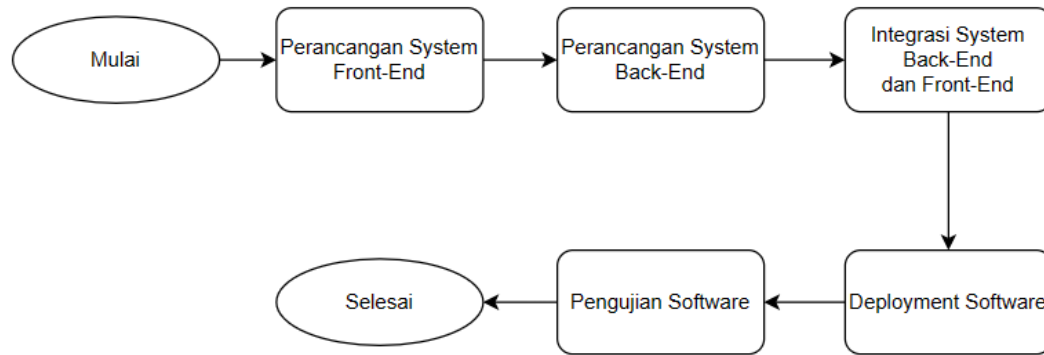 Mulai
Perancangan System
Front-End
Perancangan System
Back-End
Integrasi System
Back-End
dan Front-End
Selesai
Pengujian Software
Deployment Software